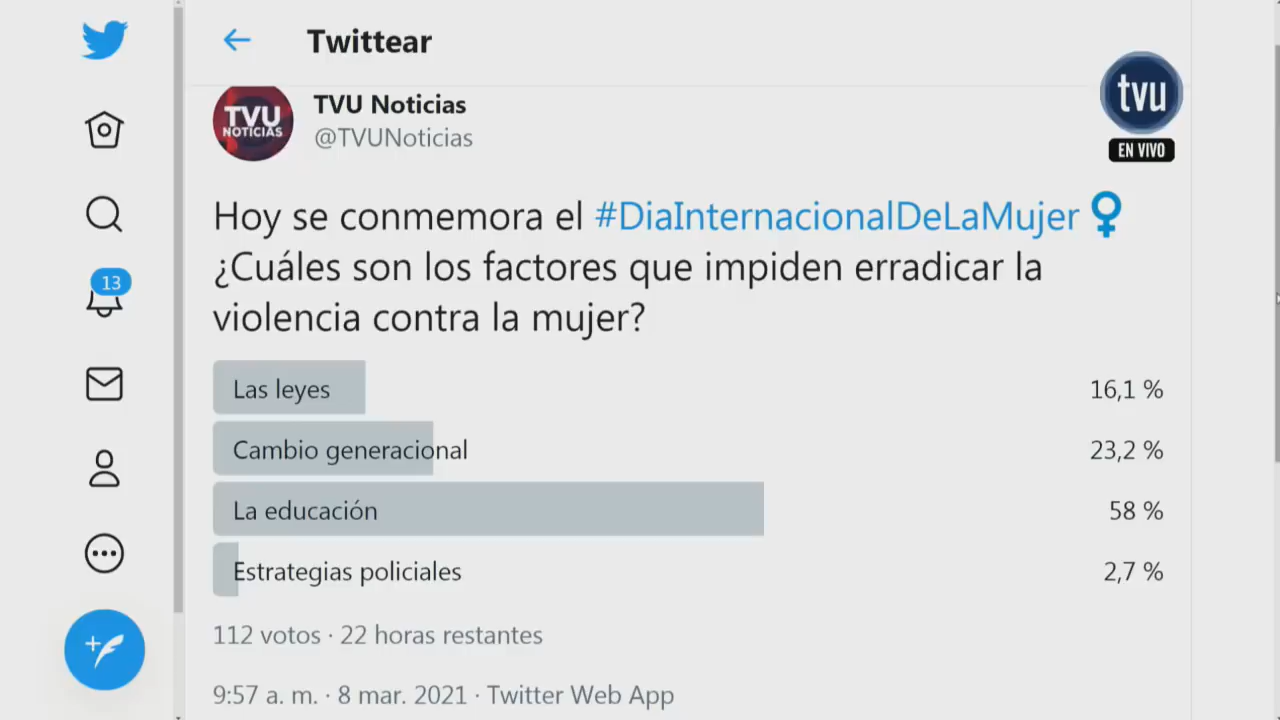 Twittear
TVU
NOTICIAS
TVU Noticias
@TVUNoticias
tvu
EN VIVO
Hoy se conmemora el #DiaInternacionalDeLaMujer
¿Cuáles son los factores que impiden erradicar la
violencia contra la mujer?
13
Las leyes 16,1 %
Cambio generacional 23,2 %
La educación 58 %
Estrategias policiales 2,7 %
112 votos · 22 horas restantes
9:57 a. m. · 8 mar. 2021 · Twitter Web App